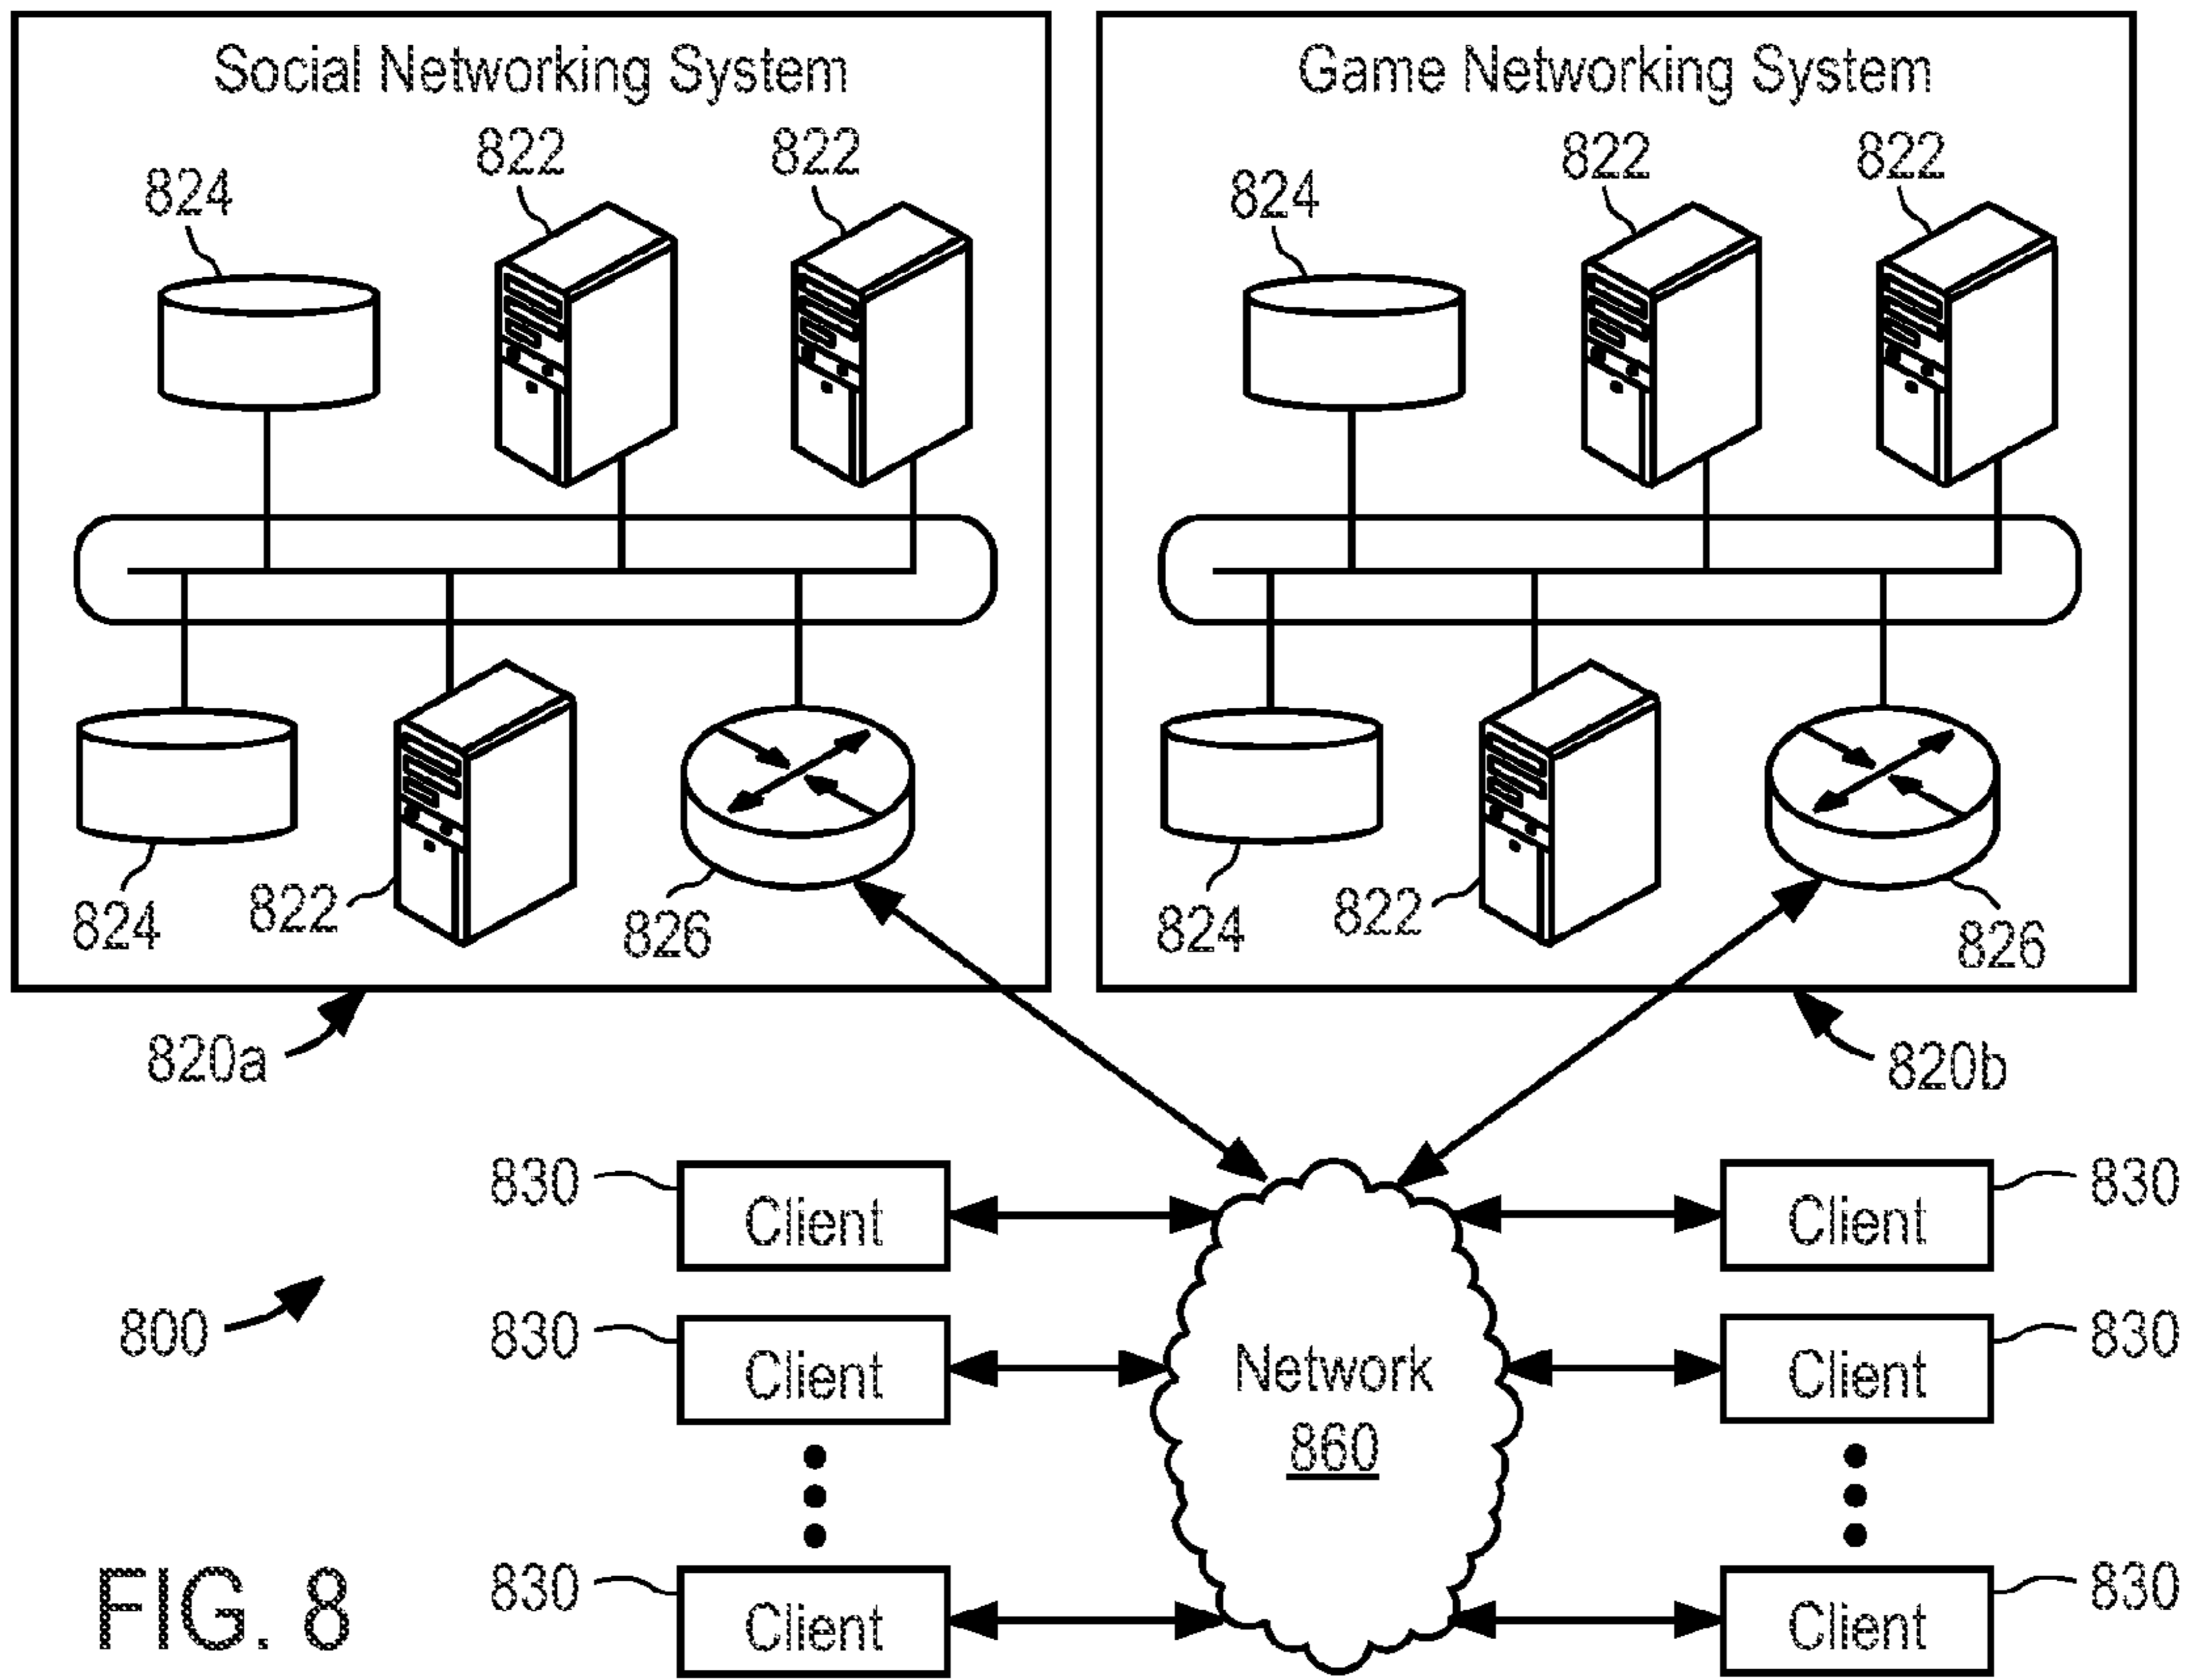 Social Networking System
Game Networking System
822
822
824
822
822
824
824
822
826
824
822
826
820a
820b
830
Client
Client
830
800
830
Client
Network
860
Client
830
830
Client
Client
830
FIG. 8